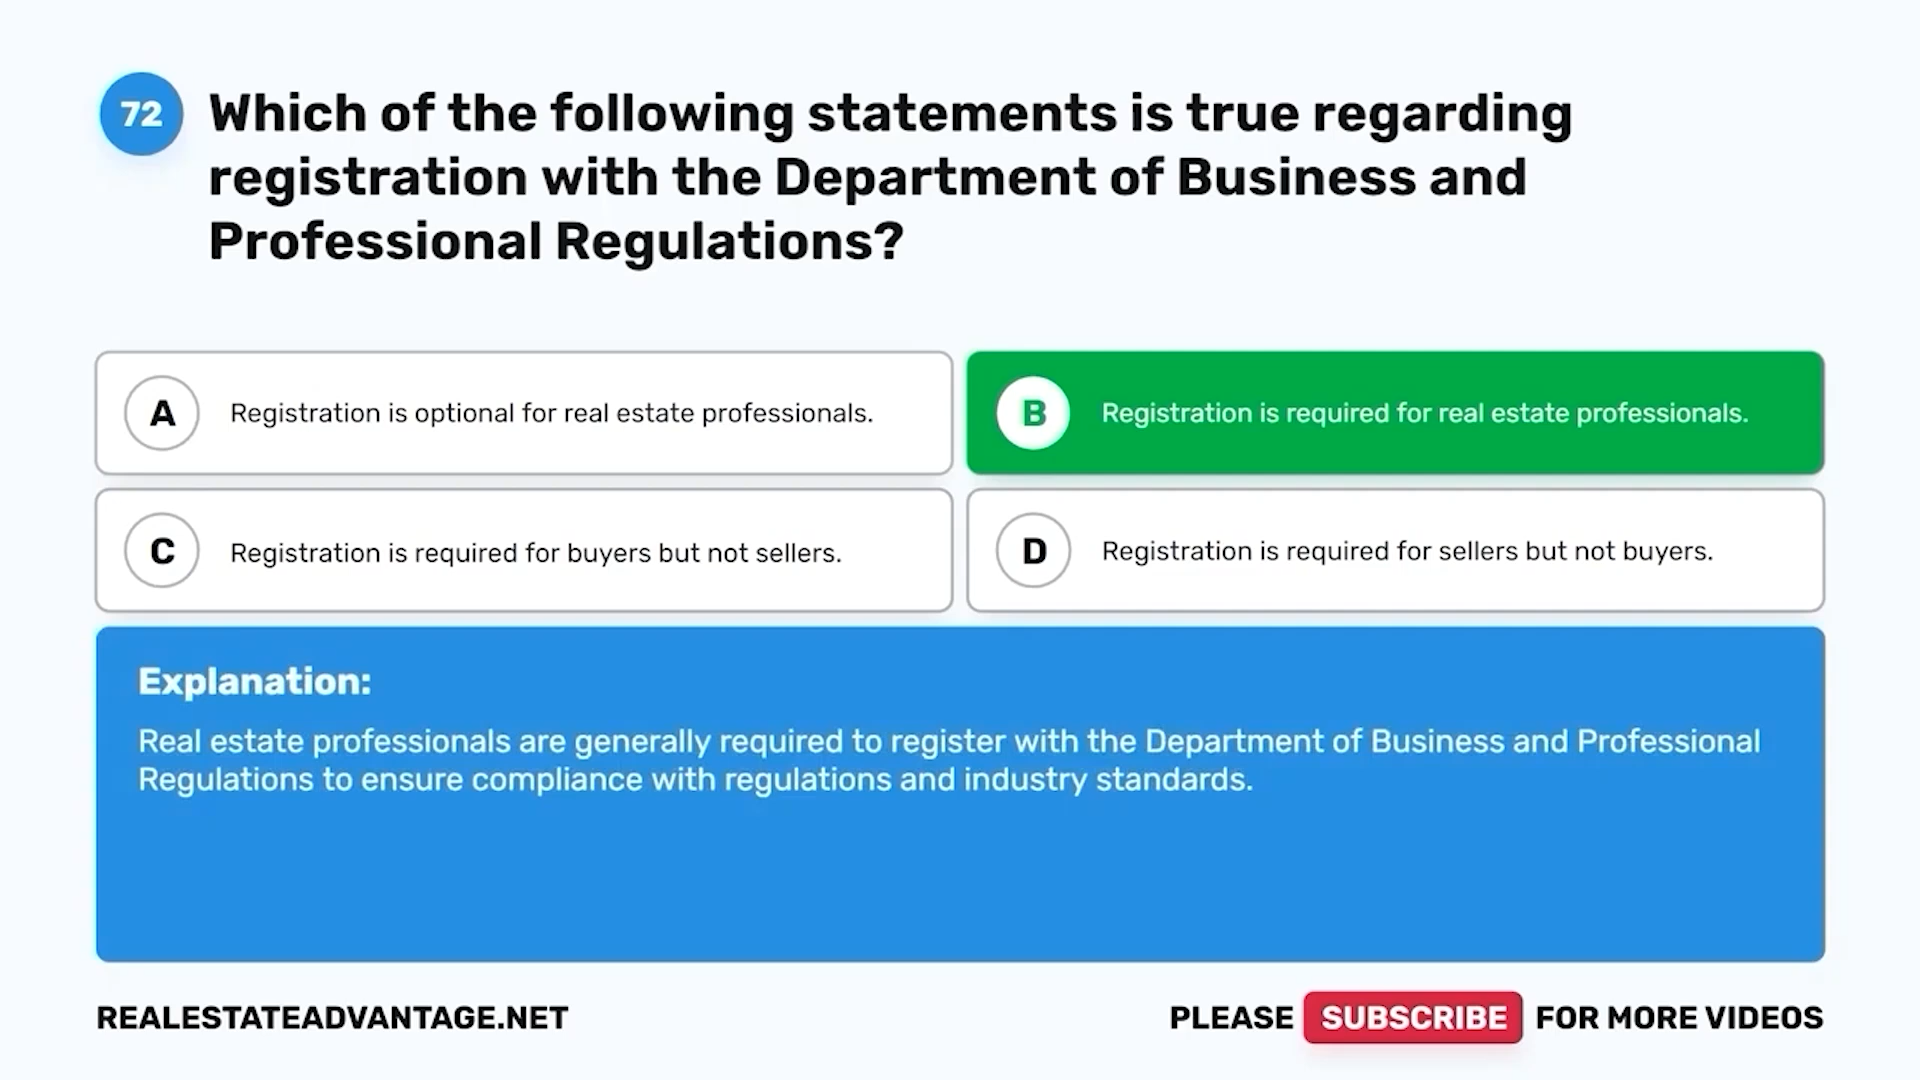 72
Which of the following statements is true regarding
registration with the Department of Business and
Professional Regulations?
A
Registration is optional for real estate professionals.
B
Registration is required for real estate professionals.
C
Registration is required for buyers but not sellers.
D
Registration is required for sellers but not buyers.
Explanation:
Real estate professionals are generally required to register with the Department of Business and Professional
Regulations to ensure compliance with regulations and industry standards.
REALESTATEADVANTAGE.NET
PLEASE SUBSCRIBE FOR MORE VIDEOS